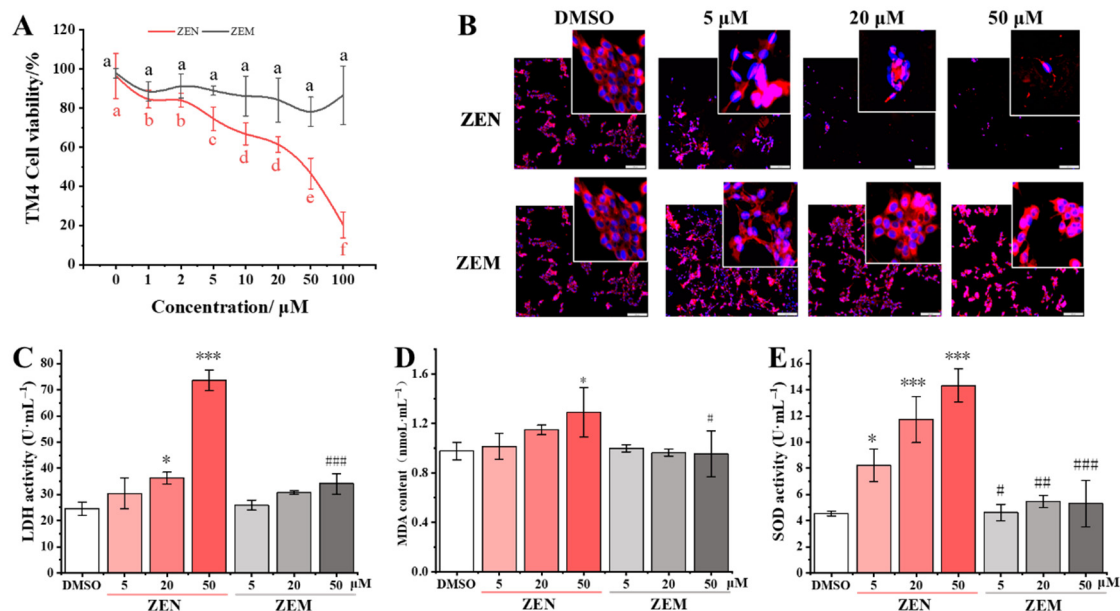 A
ZEN ZEM
TM4 Cell viability/%
140
120
100
80
60
40
20
0
a a a a a a a a
a b b c d d e f
0 1 2 5 10 20 50 100
Concentration/ µM
B
DMSO 5 µM 20 µM 50 µM
ZEN
ZEM
C
LDH activity (U·mL⁻¹)
80
70
60
50
40
30
20
10
0
* *** ###
DMSO 5 20 50 5 20 50 µM
ZEN ZEM
D
MDA content (nmoL·mL⁻¹)
1.6
1.2
0.8
0.4
0.0
* #
DMSO 5 20 50 5 20 50 µM
ZEN ZEM
E
SOD activity (U·mL⁻¹)
16
14
12
10
8
6
4
2
0
* *** *** # ## ###
DMSO 5 20 50 5 20 50 µM
ZEN ZEM